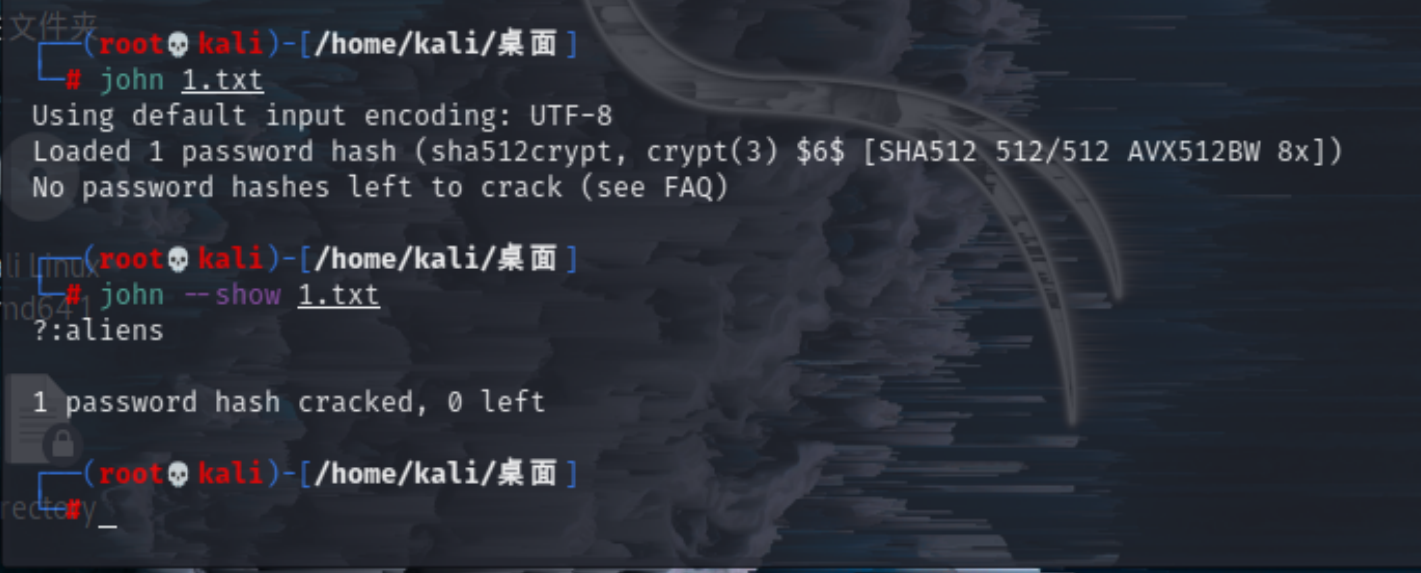 文件夹
┌──(root💀kali)-[/home/kali/桌面]
└─# john 1.txt
Using default input encoding: UTF-8
Loaded 1 password hash (sha512crypt, crypt(3) $6$ [SHA512 512/512 AVX512BW 8x])
No password hashes left to crack (see FAQ)
┌──(root💀kali)-[/home/kali/桌面]
li Linux
└─# john --show 1.txt
md64 1
?:aliens
1 password hash cracked, 0 left
┌──(root💀kali)-[/home/kali/桌面]
└─# _
rectory